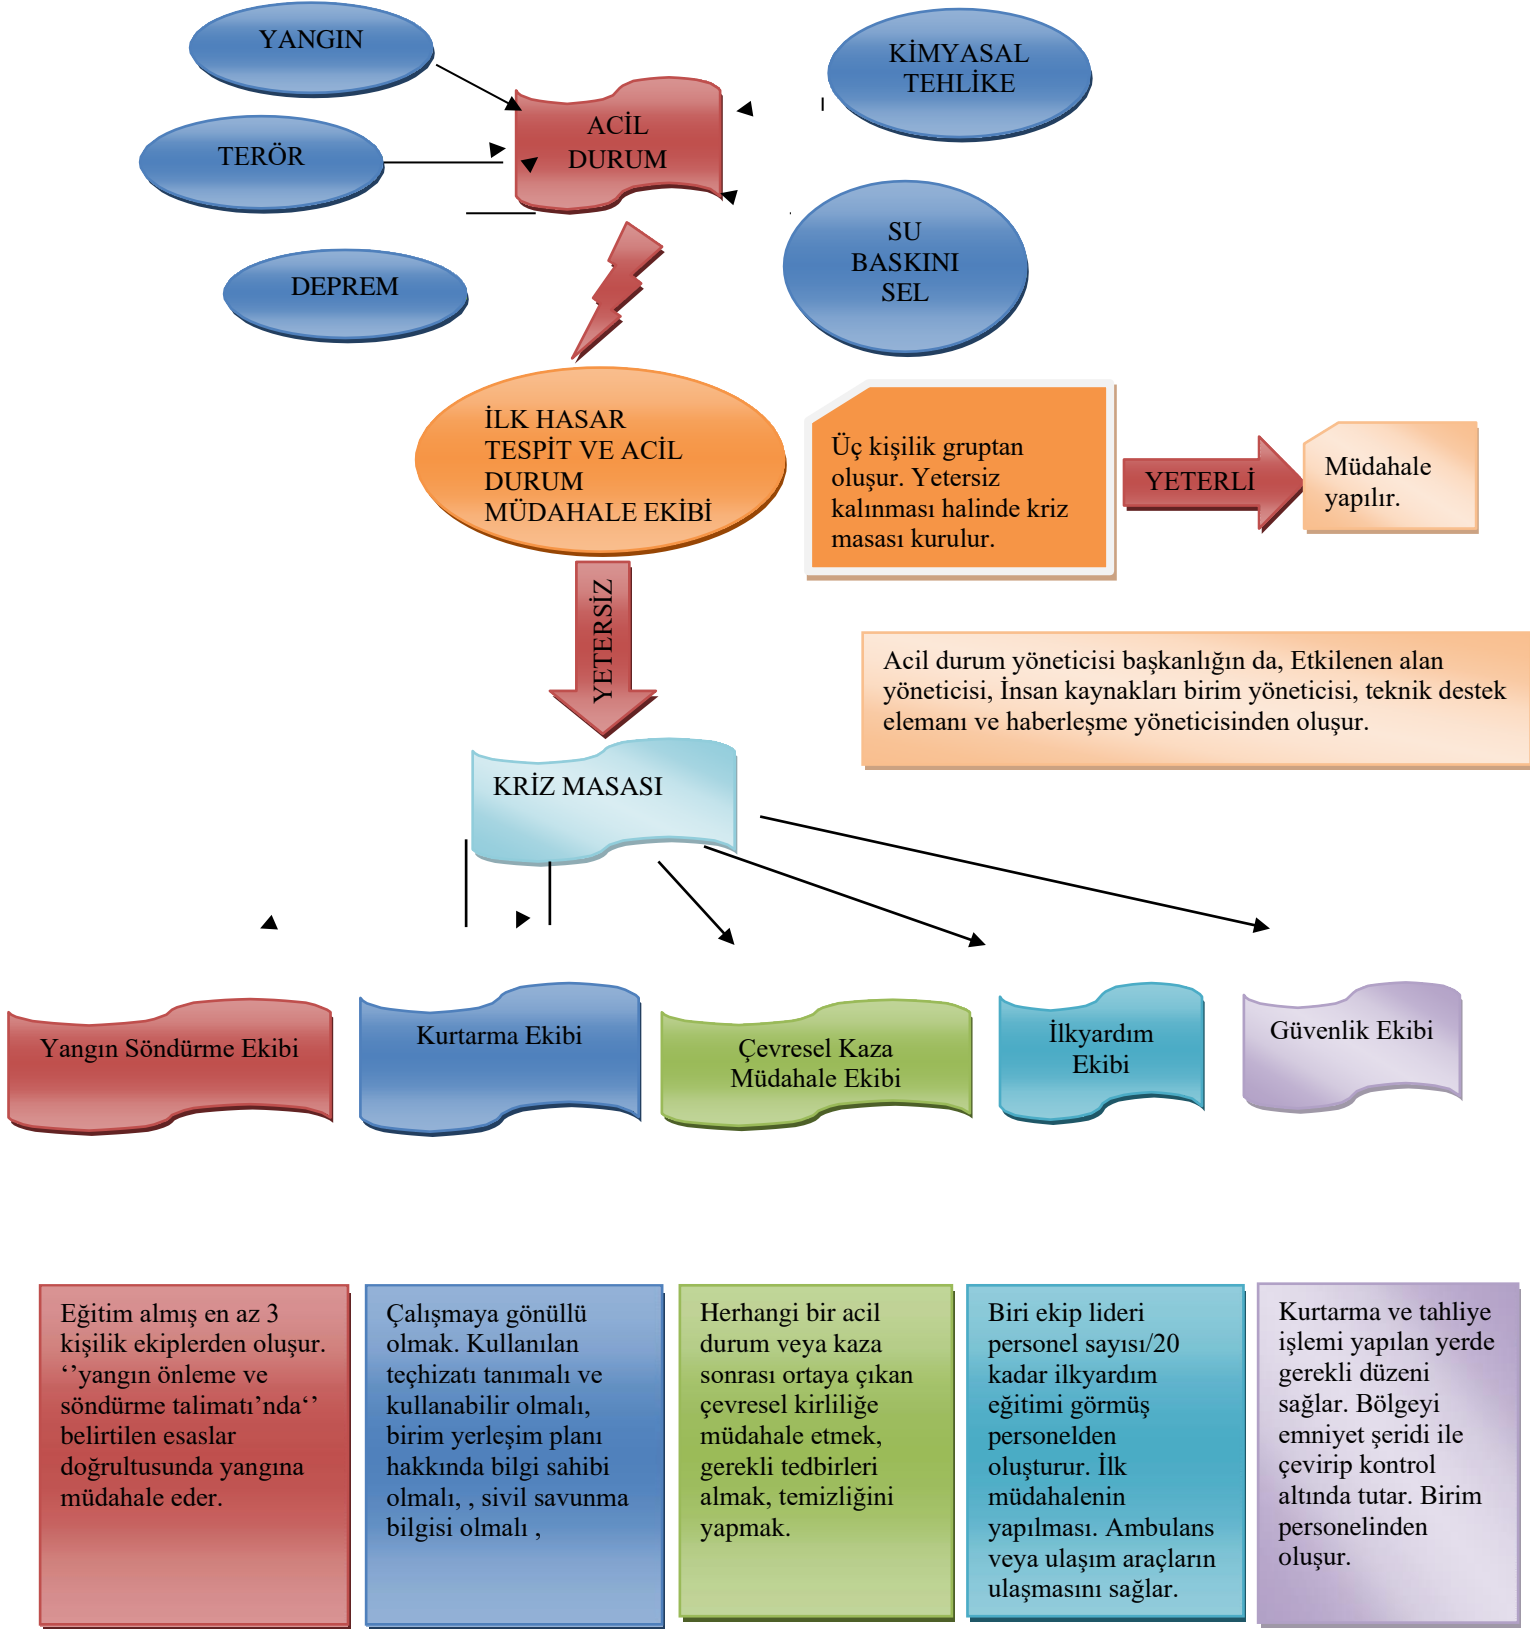 YANGIN
KİMYASAL
TEHLİKE
ACİL
DURUM
TERÖR
SU
BASKINI
SEL
DEPREM
İLK HASAR
TESPİT VE ACİL
DURUM
MÜDAHALE EKİBİ
Üç kişilik gruptan
oluşur. Yetersiz
kalınması halinde kriz
masası kurulur.
YETERLİ
Müdahale
yapılır.
YETERSİZ
Acil durum yöneticisi başkanlığın da, Etkilenen alan
yöneticisi, İnsan kaynakları birim yöneticisi, teknik destek
elemanı ve haberleşme yöneticisinden oluşur.
KRİZ MASASI
Yangın Söndürme Ekibi
Kurtarma Ekibi
Çevresel Kaza
Müdahale Ekibi
İlkyardım
Ekibi
Güvenlik Ekibi
Eğitim almış en az 3
kişilik ekiplerden oluşur.
‘’yangın önleme ve
söndürme talimatı’nda‘’
belirtilen esaslar
doğrultusunda yangına
müdahale eder.
Çalışmaya gönüllü
olmak. Kullanılan
teçhizatı tanımalı ve
kullanabilir olmalı,
birim yerleşim planı
hakkında bilgi sahibi
olmalı, , sivil savunma
bilgisi olmalı ,
Herhangi bir acil
durum veya kaza
sonrası ortaya çıkan
çevresel kirliliğe
müdahale etmek,
gerekli tedbirleri
almak, temizliğini
yapmak.
Biri ekip lideri
personel sayısı/20
kadar ilkyardım
eğitimi görmüş
personelden
oluşturur. İlk
müdahalenin
yapılması. Ambulans
veya ulaşım araçların
ulaşmasını sağlar.
Kurtarma ve tahliye
işlemi yapılan yerde
gerekli düzeni
sağlar. Bölgeyi
emniyet şeridi ile
çevirip kontrol
altında tutar. Birim
personelinden
oluşur.